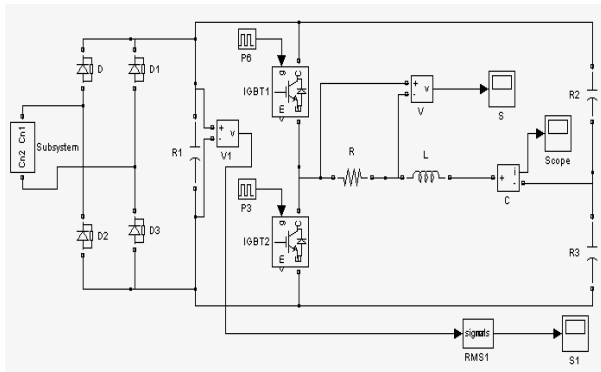 P6
D
D1
g
C
IGBT1
E
+
-
v
V
S
R2
Cn1
Cn2
Subsystem
R1
+
-
v
V1
R
L
+
i
-
C
Scope
P3
g
C
IGBT2
E
D2
D3
R3
signal rms
RMS1
S1